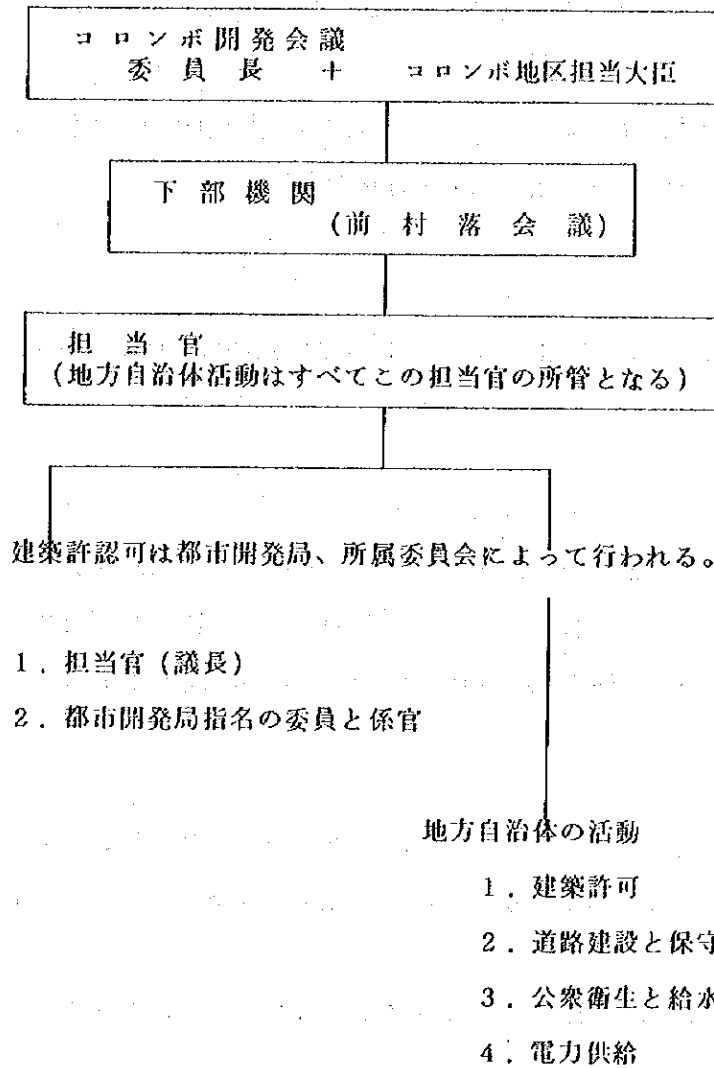 コロンボ開発会議
委員長 + コロンボ地区担当大臣
下部機関
(前村落会議)
担当官
(地方自治体活動はすべてこの担当官の所管となる)
建築許認可は都市開発局、所属委員会によって行われる。
1.担当官(議長)
2.都市開発局指名の委員と係官
地方自治体の活動
1.建築許可
2.道路建設と保守
3.公衆衛生と給水
4.電力供給